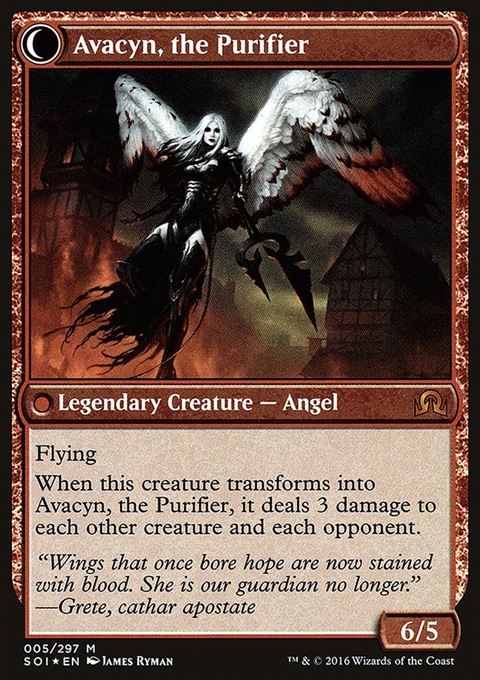 Avacyn, the Purifier
Legendary Creature — Angel
Flying
When this creature transforms into
Avacyn, the Purifier, it deals 3 damage to
each other creature and each opponent.
“Wings that once bore hope are now stained
with blood. She is our guardian no longer.”
—Grete, cathar apostate
6/5
005/297 M
SOI★EN James Ryman
™ & © 2016 Wizards of the Coast